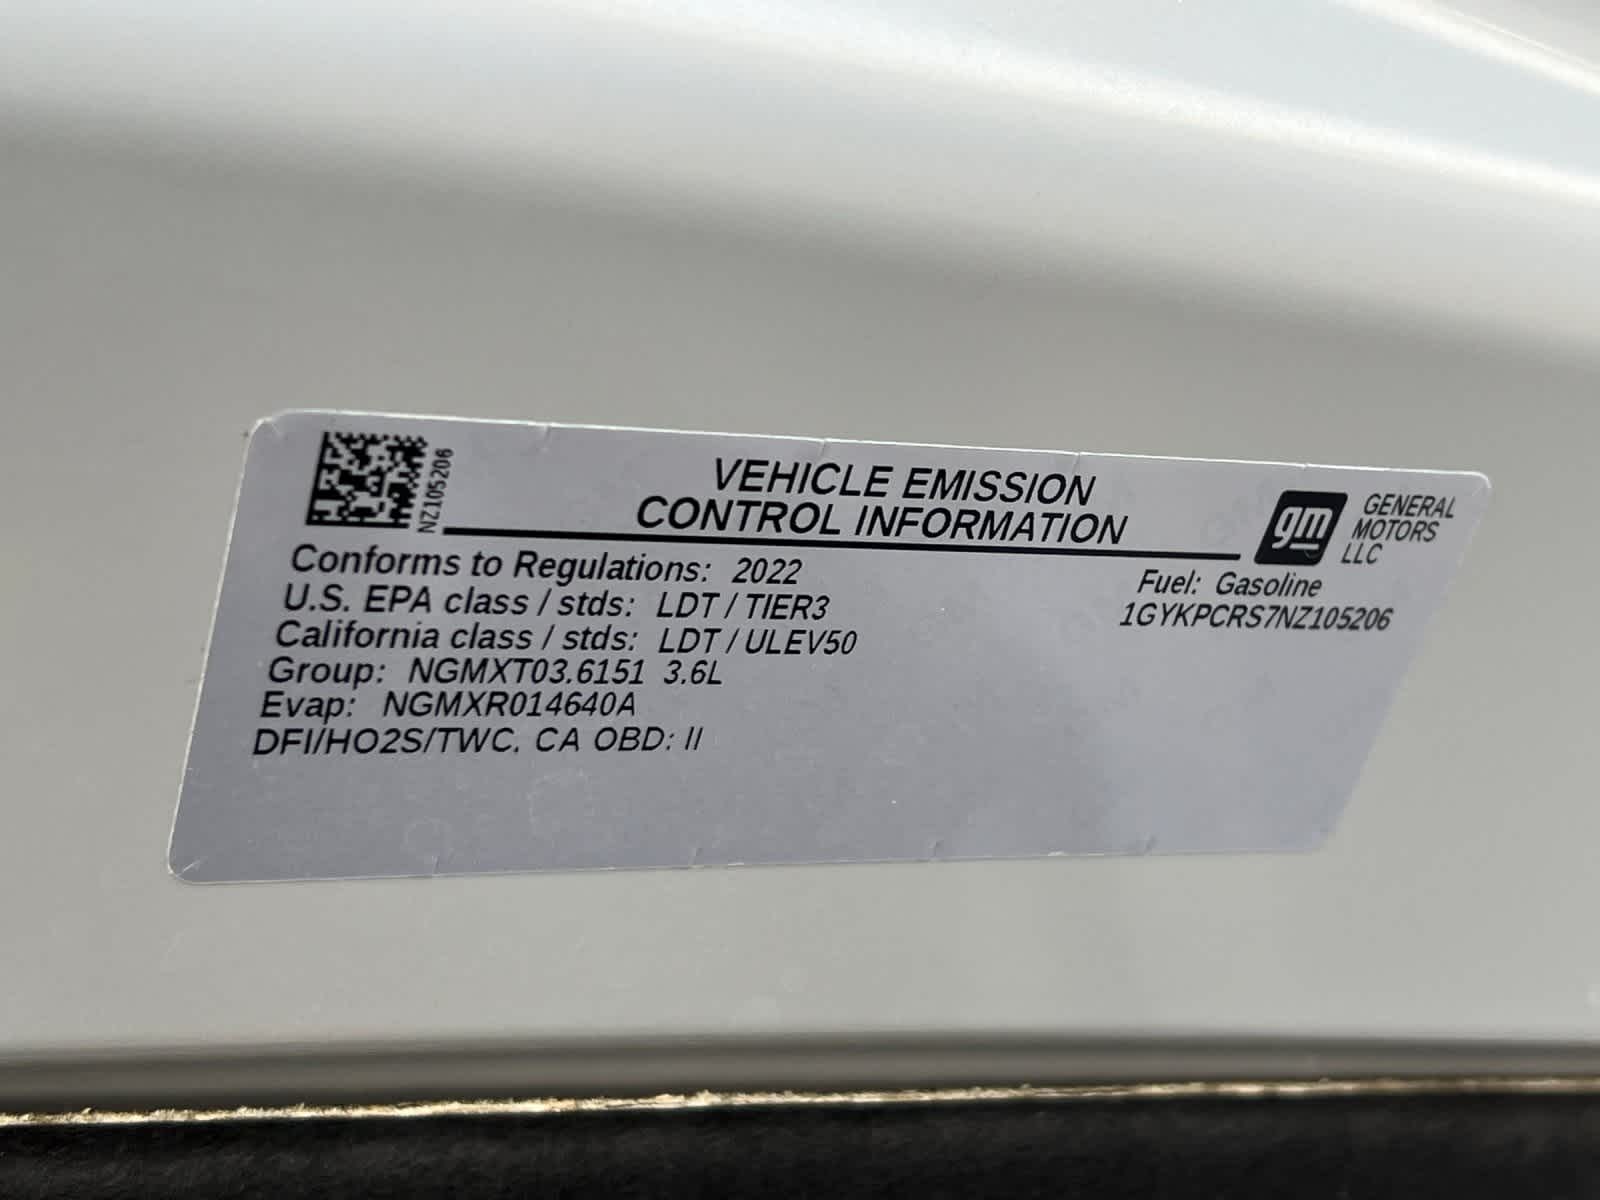 NZ105206
VEHICLE EMISSION
CONTROL INFORMATION
gm
GENERAL
MOTORS
LLC
Conforms to Regulations: 2022
U.S. EPA class / stds: LDT / TIER3
California class / stds: LDT / ULEV50
Group: NGMXT03.6151 3.6L
Evap: NGMXR014640A
DFI/HO2S/TWC, CA OBD: II
Fuel: Gasoline
1GYKPCRS7NZ105206